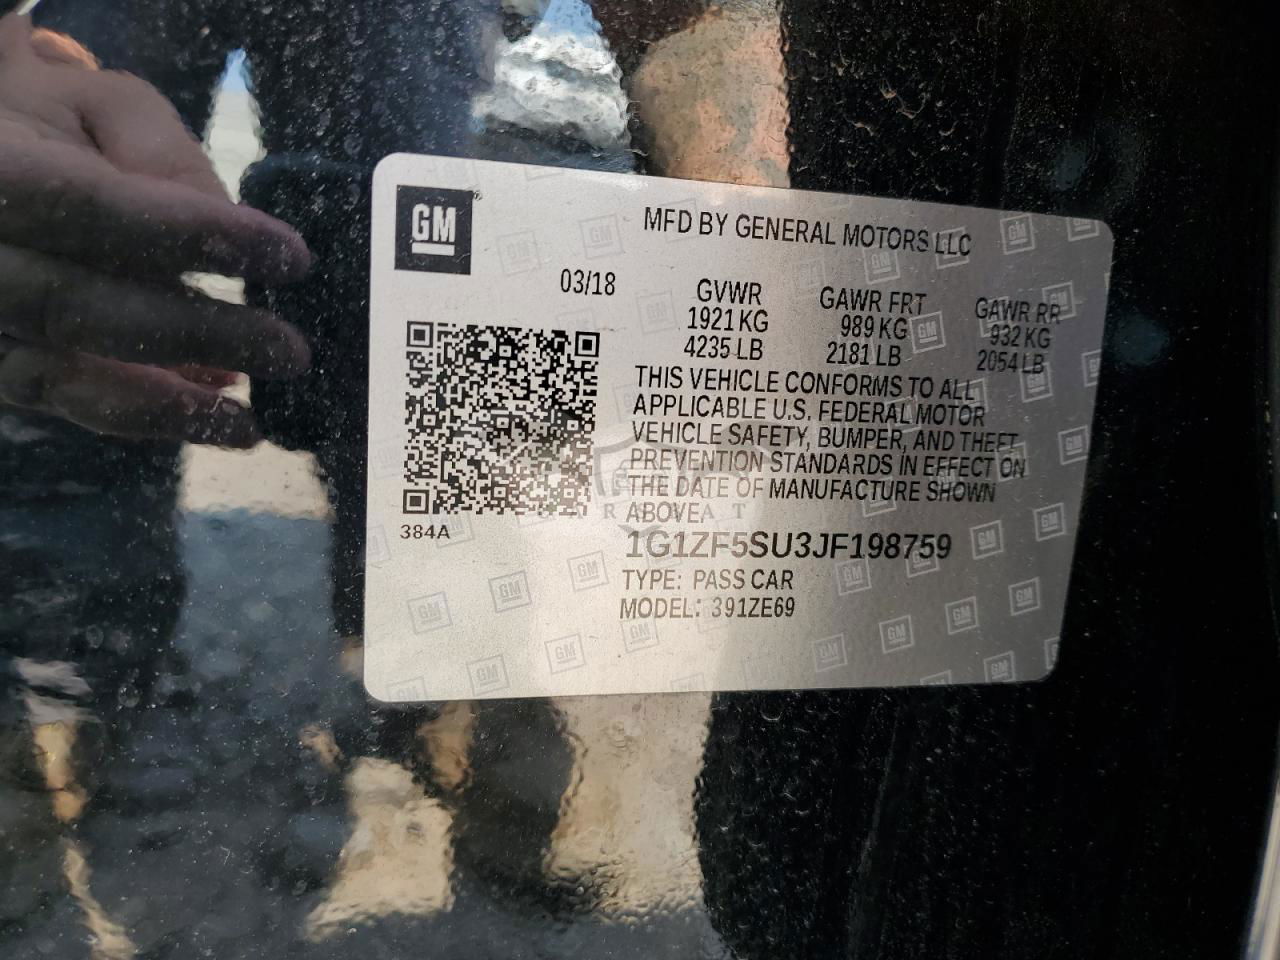 GM
MFD BY GENERAL MOTORS LLC
03/18
GVWR GAWR FRT GAWR RR
1921 KG 989 KG 932 KG
4235 LB 2181 LB 2054 LB
THIS VEHICLE CONFORMS TO ALL
APPLICABLE U.S. FEDERAL MOTOR
VEHICLE SAFETY, BUMPER, AND THEFT
PREVENTION STANDARDS IN EFFECT ON
THE DATE OF MANUFACTURE SHOWN
ABOVEA
384A
1G1ZF5SU3JF198759
TYPE: PASS CAR
MODEL: 391ZE69